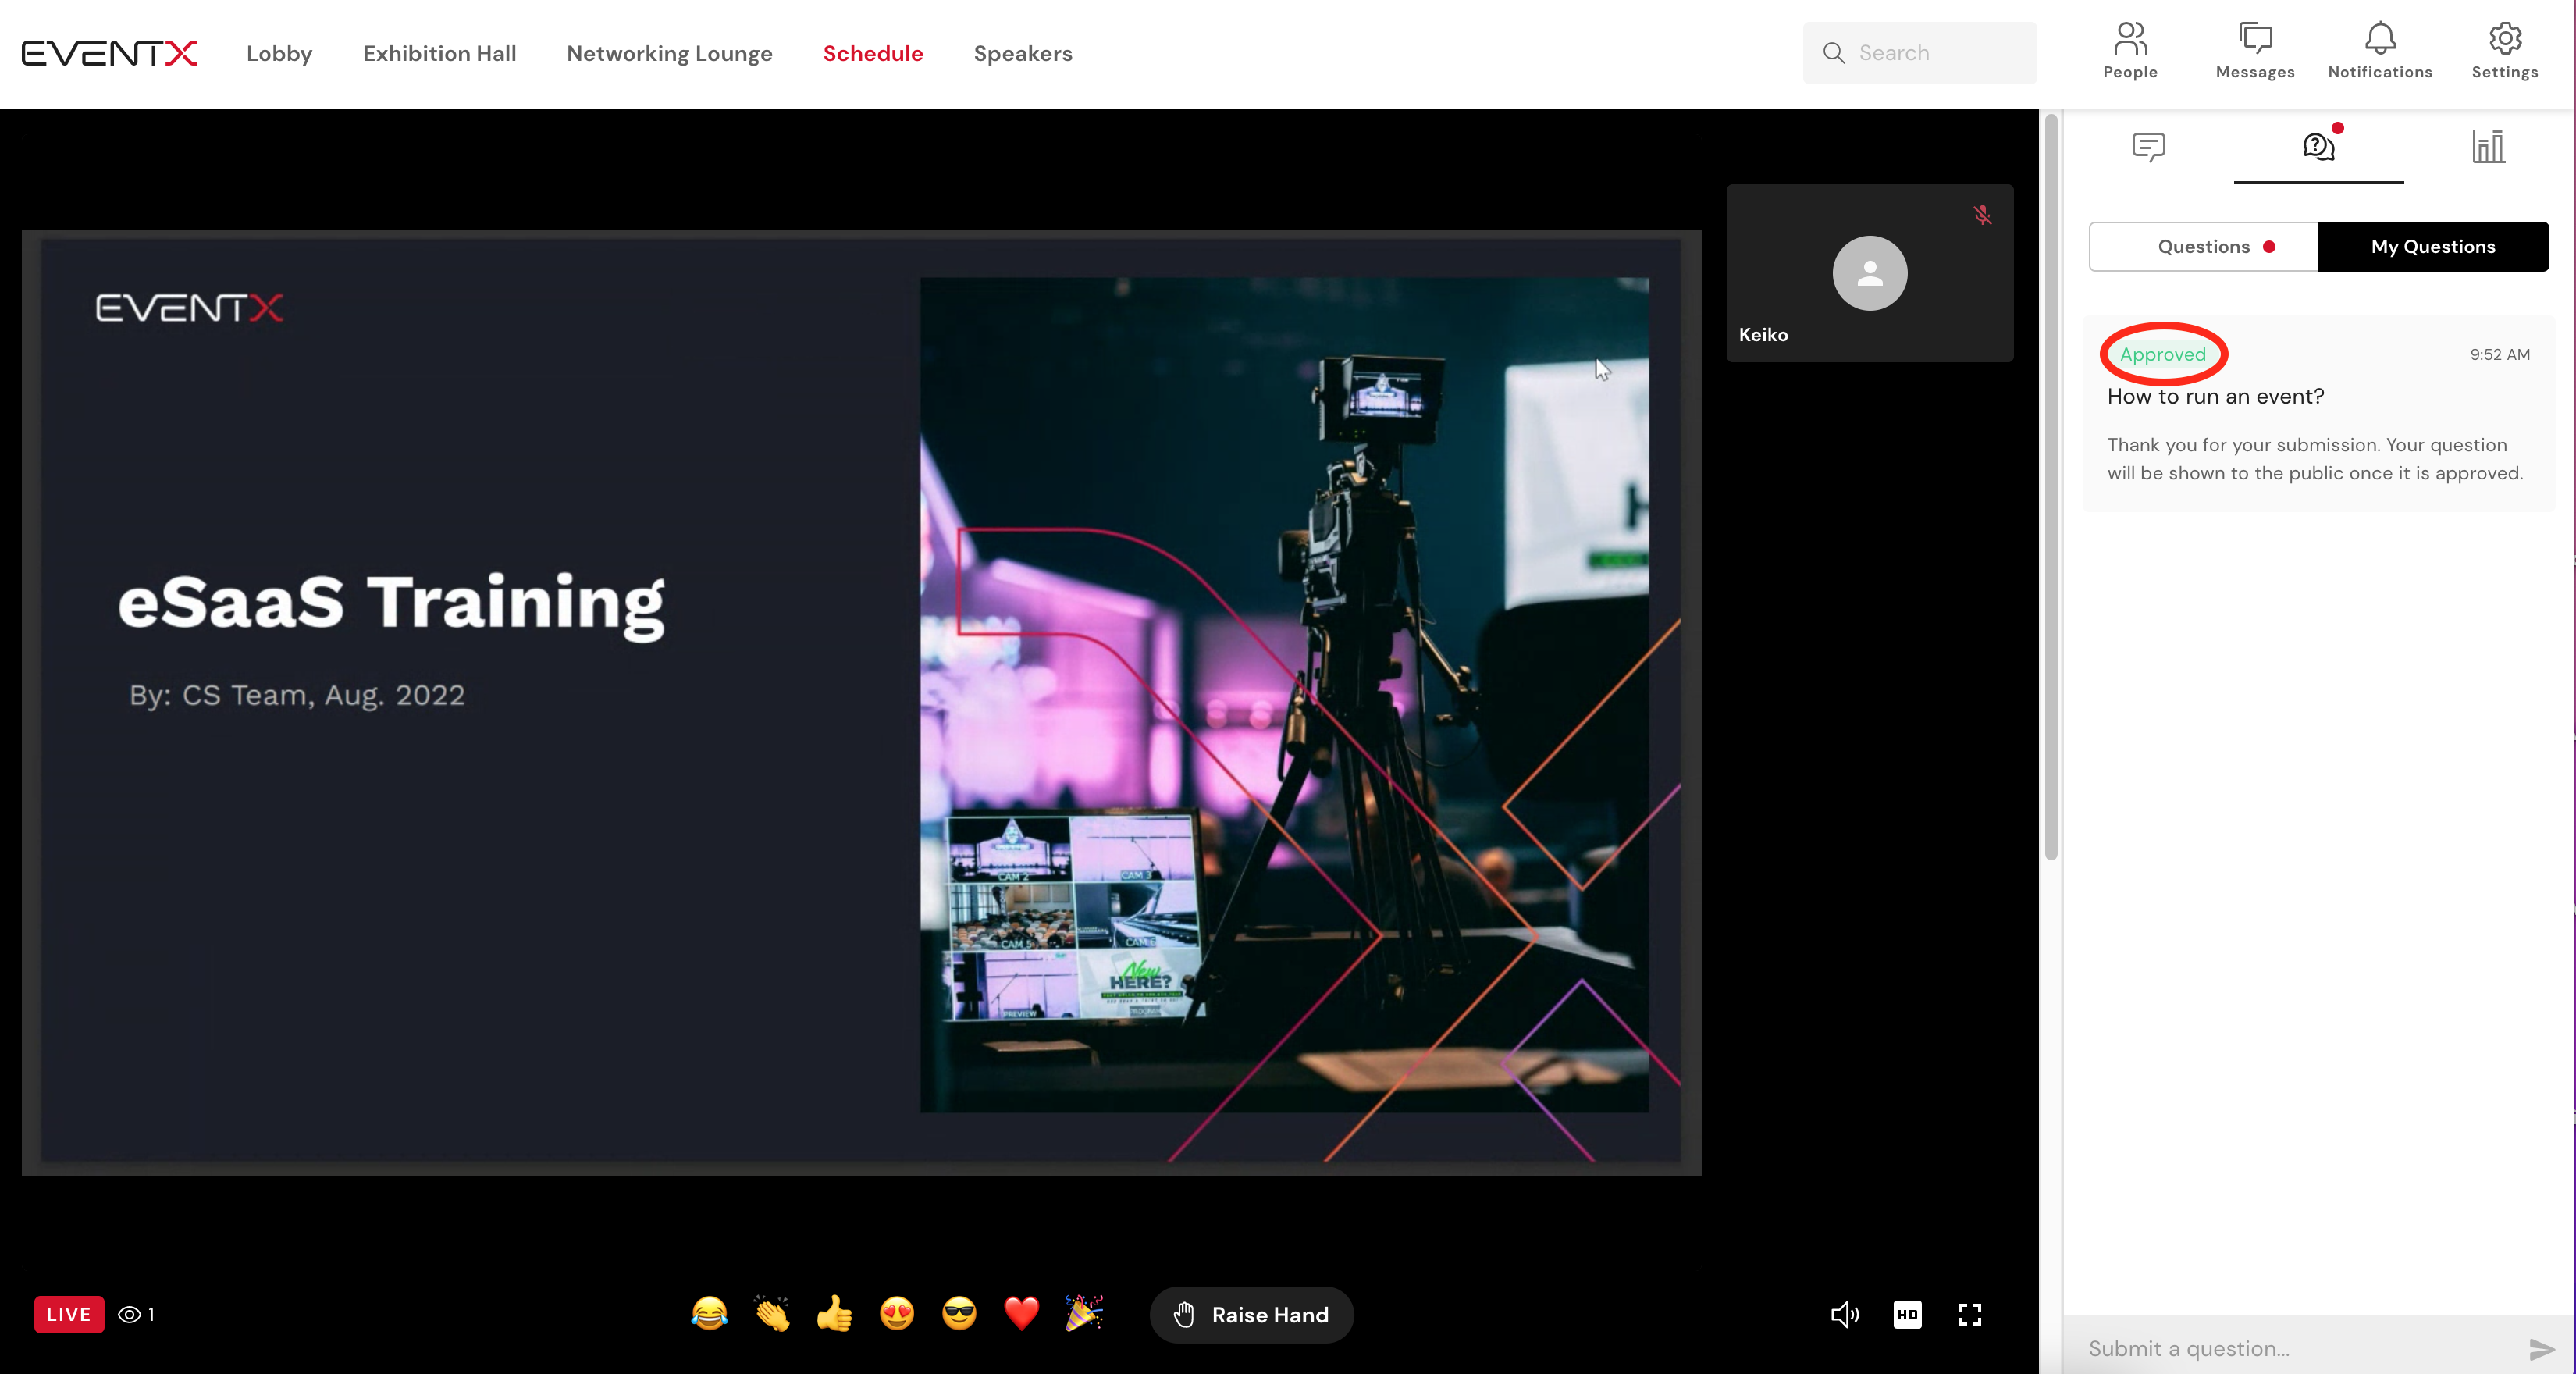 EVENTX
Lobby
Exhibition Hall
Networking Lounge
Schedule
Speakers
Search
People
Messages
Notifications
Settings
EVENTX
eSaaS Training
By: CS Team, Aug. 2022
CAM 2
CAM 3
CAM 5
CAM 6
PREVIEW
New
HERE?
PROGRAM
Keiko
Questions
My Questions
Approved
9:52 AM
How to run an event?
Thank you for your submission. Your question
will be shown to the public once it is approved.
LIVE
1
Raise Hand
HD
Submit a question...